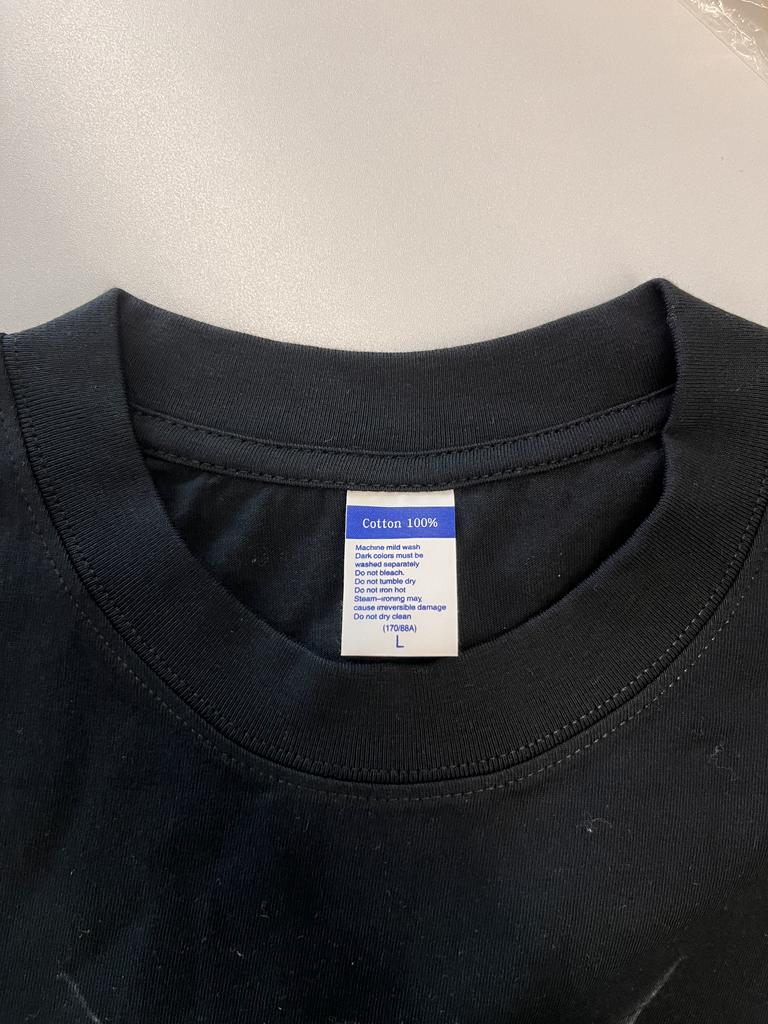 Cotton 100%
Machine mild wash
Dark colors must be
washed separately
Do not bleach.
Do not tumble dry
Do not iron hot
Steam-ironing may,
cause irreversible damage
Do not dry clean
(170/88A)
L